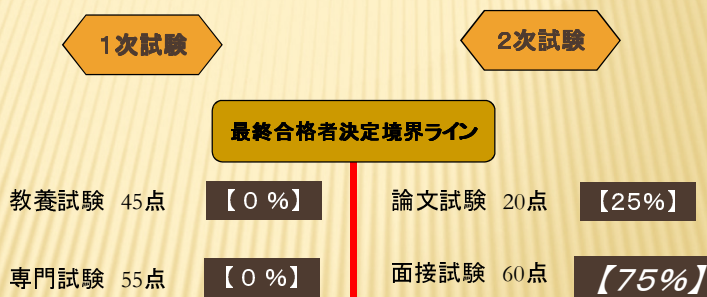 1次試験
2次試験
最終合格者決定境界ライン
教養試験 45点 【0%】
論文試験 20点 【25%】
専門試験 55点 【0%】
面接試験 60点 【75%】